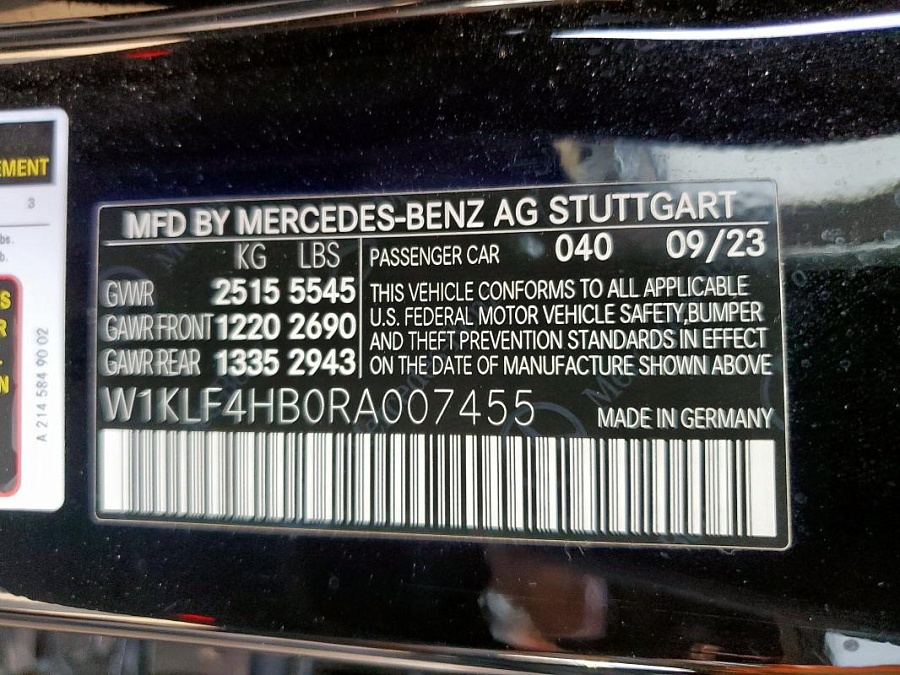 EMENT
3
bs.
b.
S
R
N
A 214 584 90 02
MFD BY MERCEDES-BENZ AG STUTTGART
KG LBS
GVWR 2515 5545
GAWR FRONT 1220 2690
GAWR REAR 1335 2943
PASSENGER CAR 040 09/23
THIS VEHICLE CONFORMS TO ALL APPLICABLE
U.S. FEDERAL MOTOR VEHICLE SAFETY,BUMPER
AND THEFT PREVENTION STANDARDS IN EFFECT
ON THE DATE OF MANUFACTURE SHOWN ABOVE
W1KLF4HB0RA007455
MADE IN GERMANY